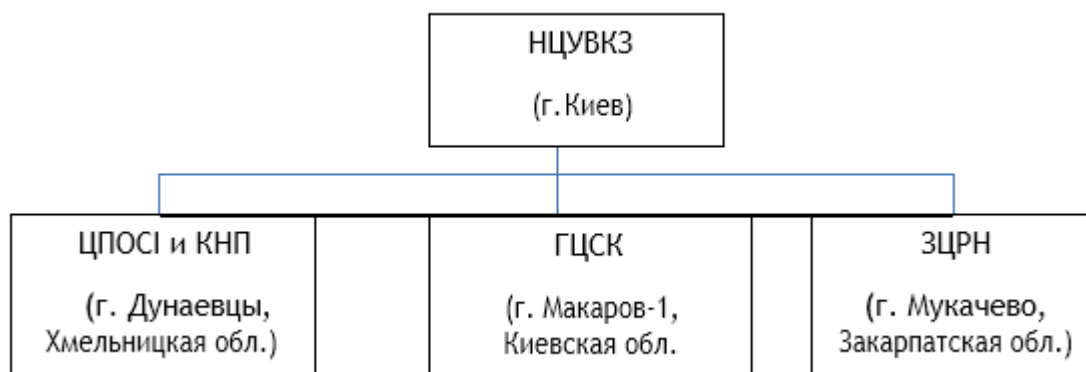 НЦУВКЗ
(г.Киев)
ЦПОСІ и КНП
(г. Дунаевцы,
Хмельницкая обл.)
ГЦСК
(г. Макаров-1,
Киевская обл.
ЗЦРН
(г. Мукачево,
Закарпатская обл.)